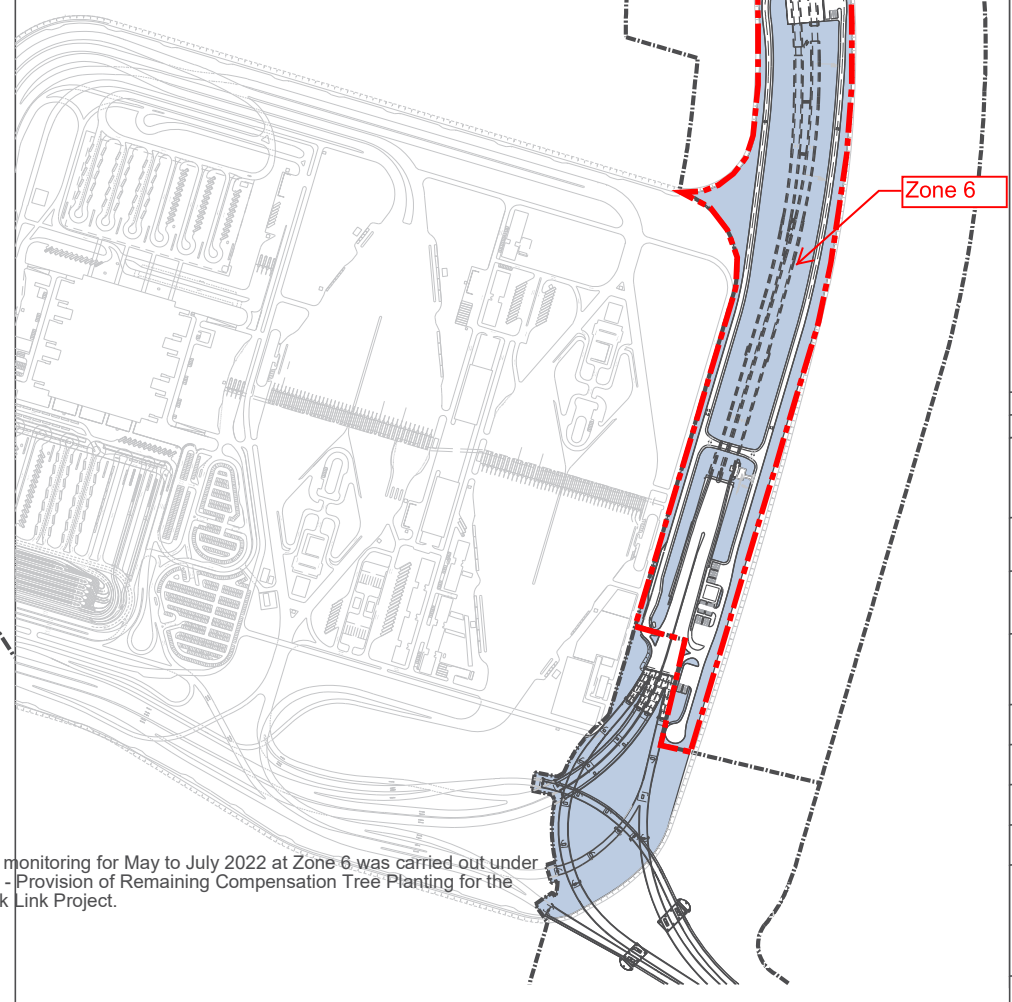 Zone 6
monitoring for May to July 2022 at Zone 6 was carried out under
- Provision of Remaining Compensation Tree Planting for the
k Link Project.